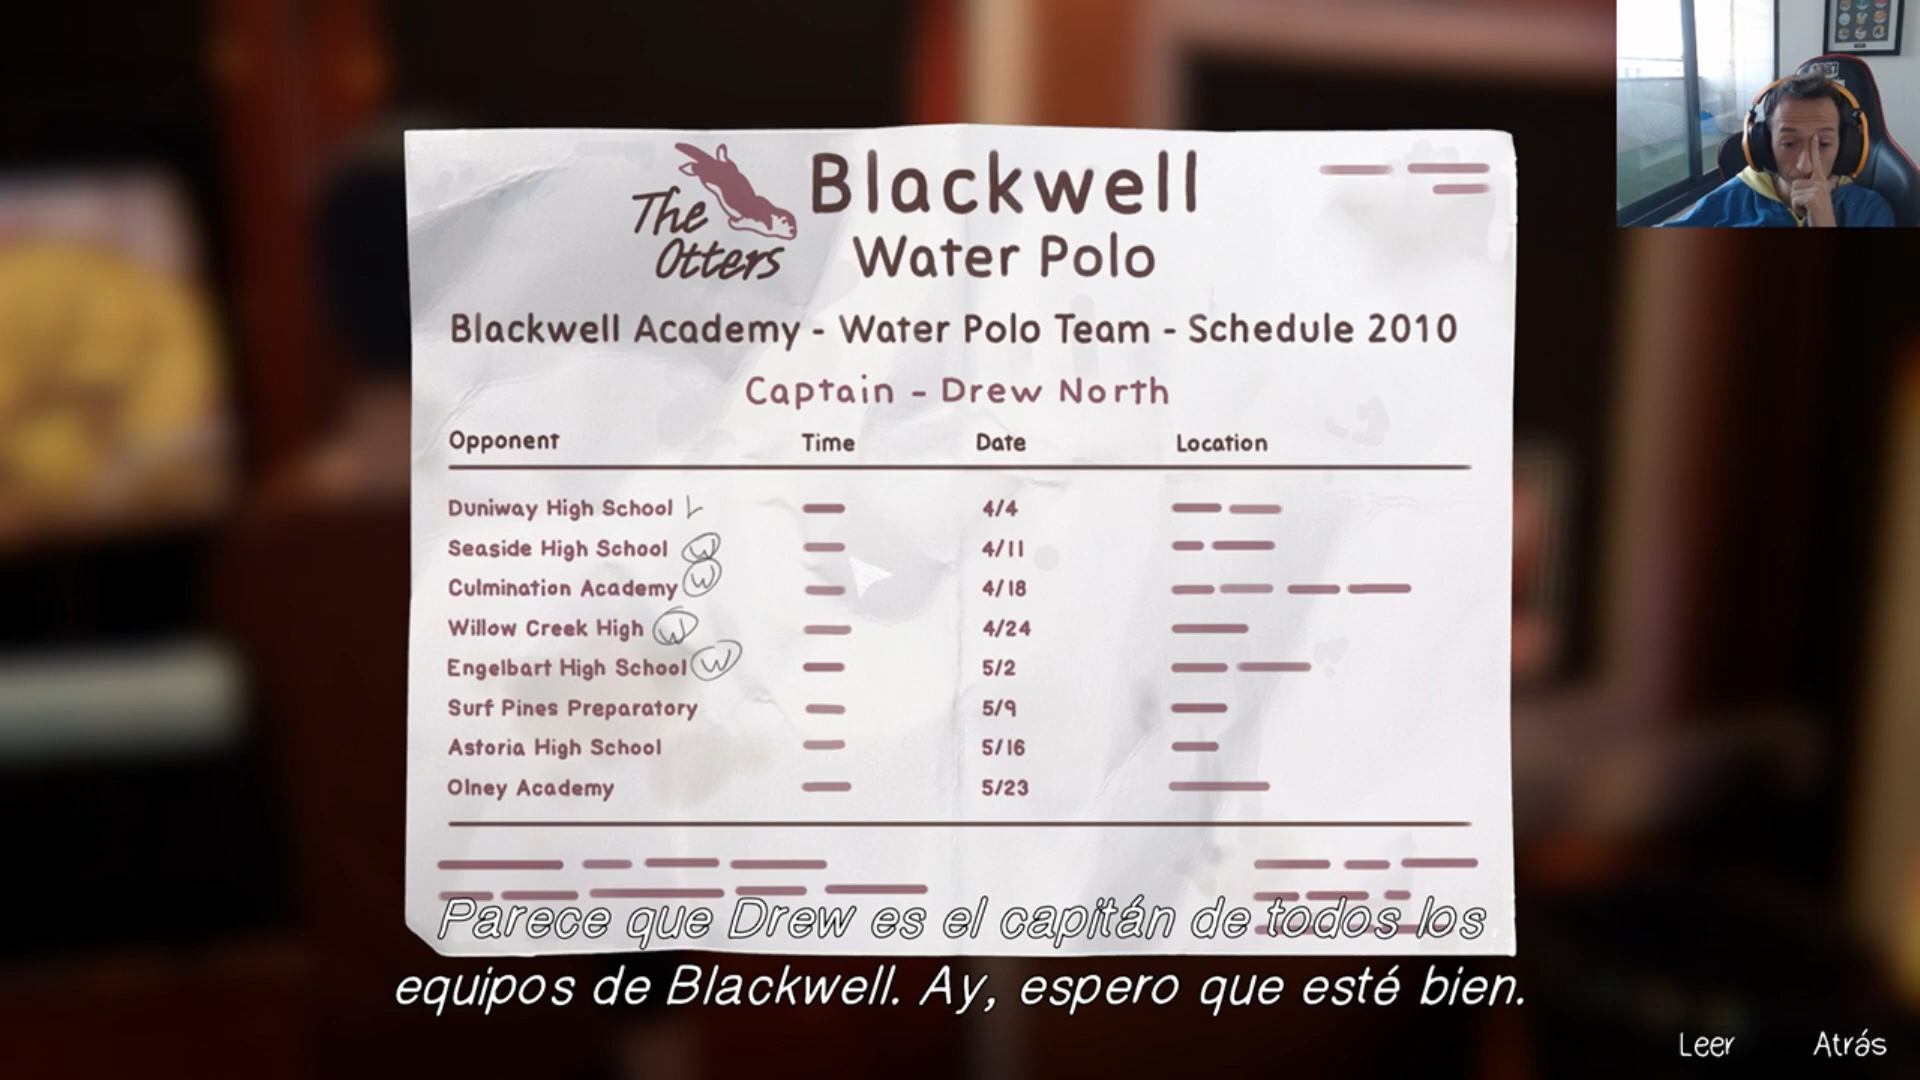 The Otters
Blackwell
Water Polo
Blackwell Academy - Water Polo Team - Schedule 2010
Captain - Drew North
Opponent Time Date Location
Duniway High School L 4/4
Seaside High School W 4/11
Culmination Academy W 4/18
Willow Creek High W 4/24
Engelbart High School W 5/2
Surf Pines Preparatory 5/9
Astoria High School 5/16
Olney Academy 5/23
Parece que Drew es el capitán de todos los
equipos de Blackwell. Ay, espero que esté bien.
Leer Atrás